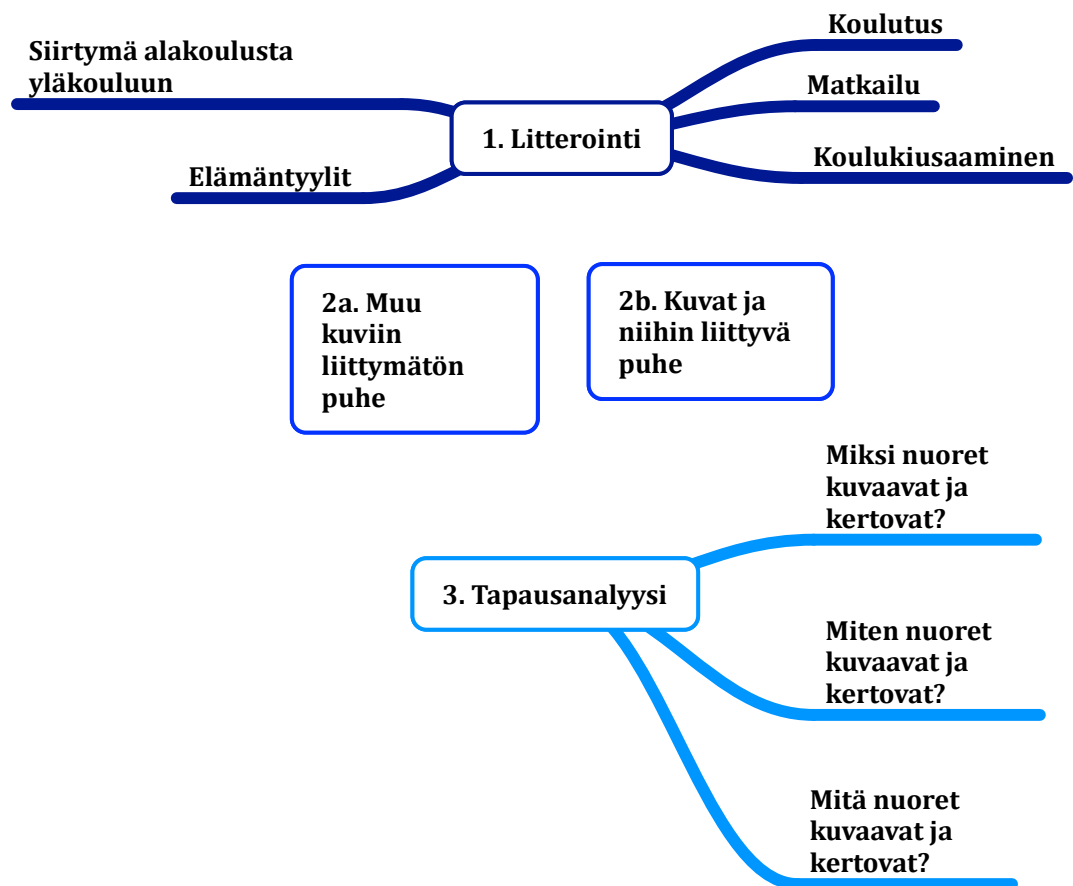 Siirtymä alakoulusta
yläkouluun
Elämäntyylit
1. Litterointi
Koulutus
Matkailu
Koulukiusaaminen
2a. Muu
kuviin
liittymätön
puhe
2b. Kuvat ja
niihin liittyvä
puhe
3. Tapausanalyysi
Miksi nuoret
kuvaavat ja
kertovat?
Miten nuoret
kuvaavat ja
kertovat?
Mitä nuoret
kuvaavat ja
kertovat?